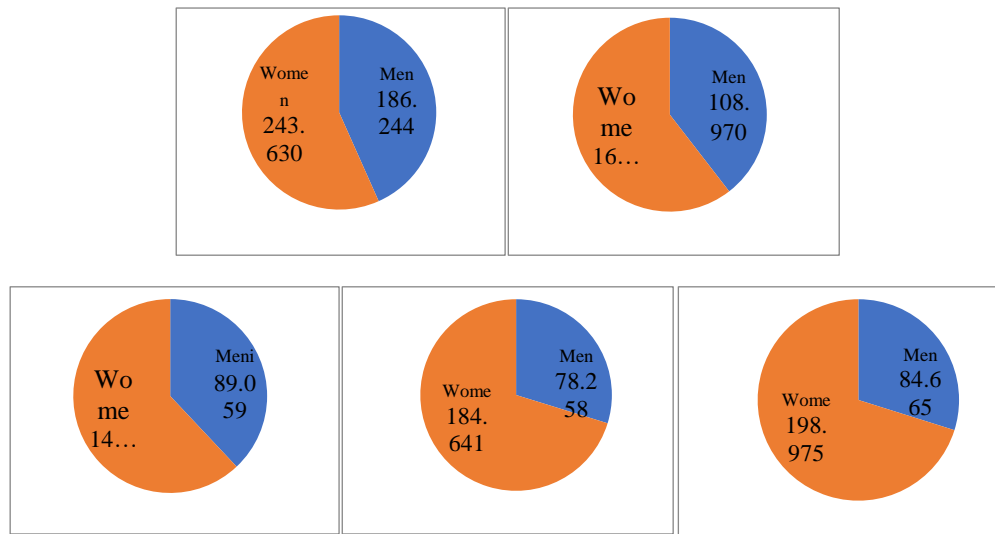 Wome
n
243.
630
Men
186.
244
Wo
me
16…
Men
108.
970
Wo
me
14…
Meni
89.0
59
Wome
184.
641
Men
78.2
58
Wome
198.
975
Men
84.6
65